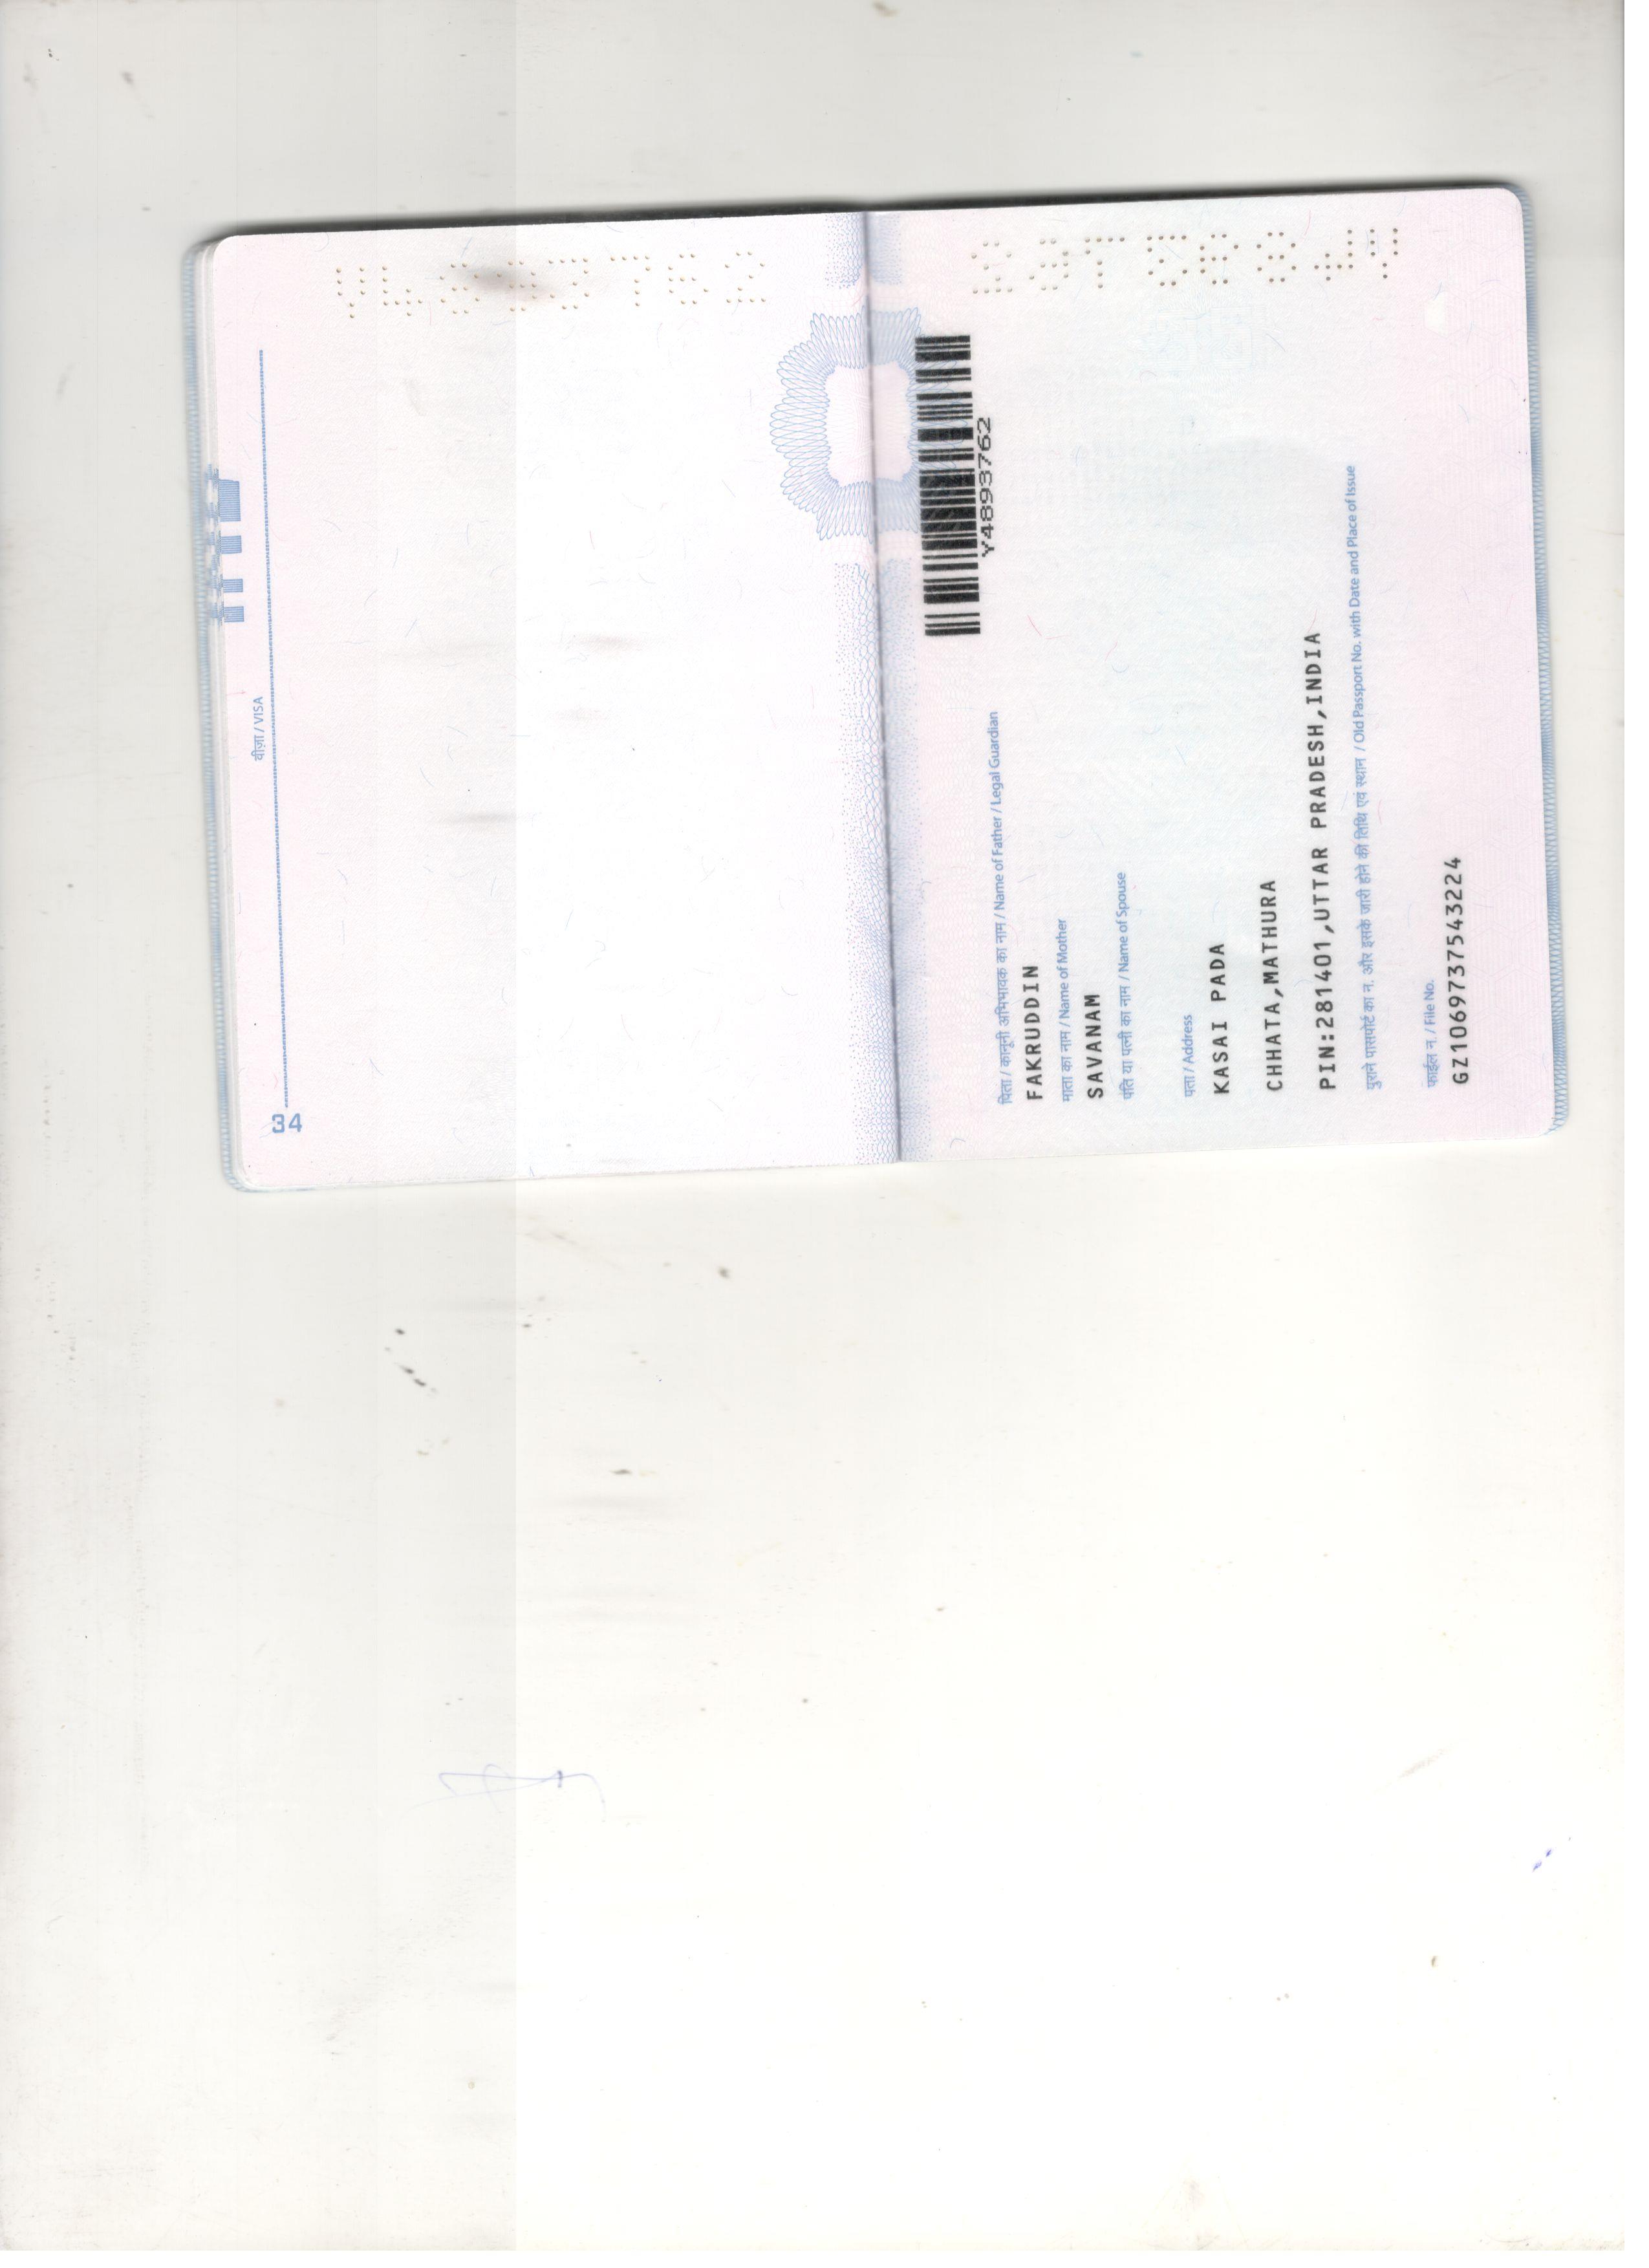 वीज़ा / VISA
34
Y4893762
Y4893762
पिता / कानूनी अभिभावक का नाम / Name of Father / Legal Guardian
FAKRUDDIN
माता का नाम / Name of Mother
SAVANAM
पति या पत्नी का नाम / Name of Spouse
पता / Address
KASAI PADA
CHHATA,MATHURA
PIN:281401,UTTAR PRADESH,INDIA
पुराने पासपोर्ट का न. और इसके जारी होने की तिथि एवं स्थान / Old Passport No. with Date and Place of Issue
फाईल न. / File No.
GZ1069737543224